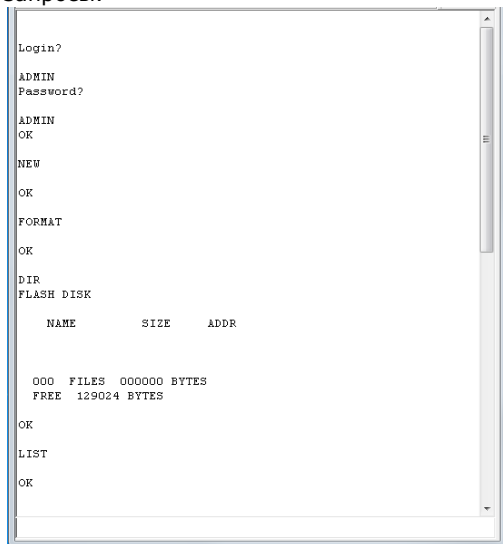 Login?
ADMIN
Password?
ADMIN
OK
NEW
OK
FORMAT
OK
DIR
FLASH DISK
NAME SIZE ADDR
000 FILES 000000 BYTES
FREE 129024 BYTES
OK
LIST
OK